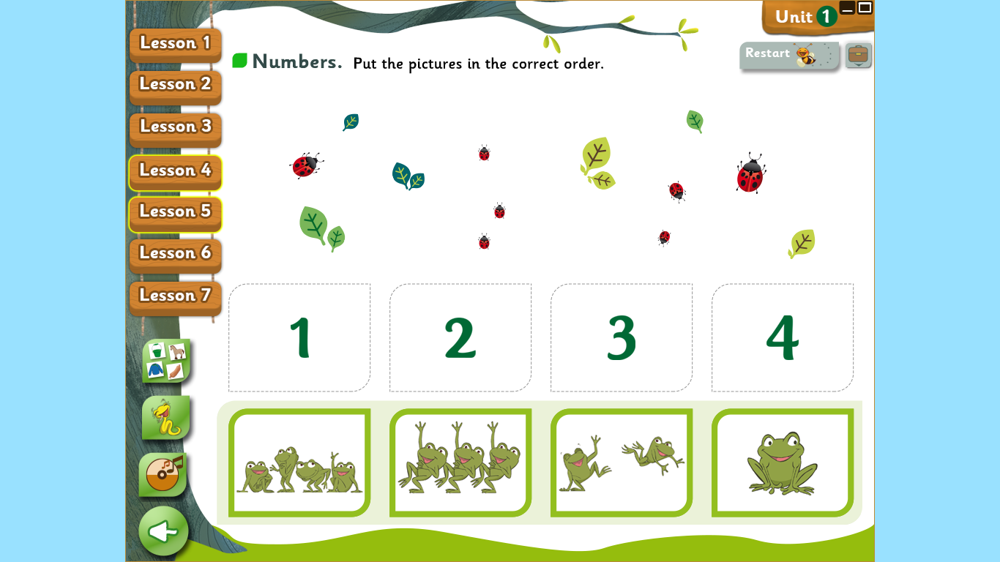 Unit 1
Lesson 1
Lesson 2
Lesson 3
Lesson 4
Lesson 5
Lesson 6
Lesson 7
Restart
Numbers. Put the pictures in the correct order.
1 2 3 4